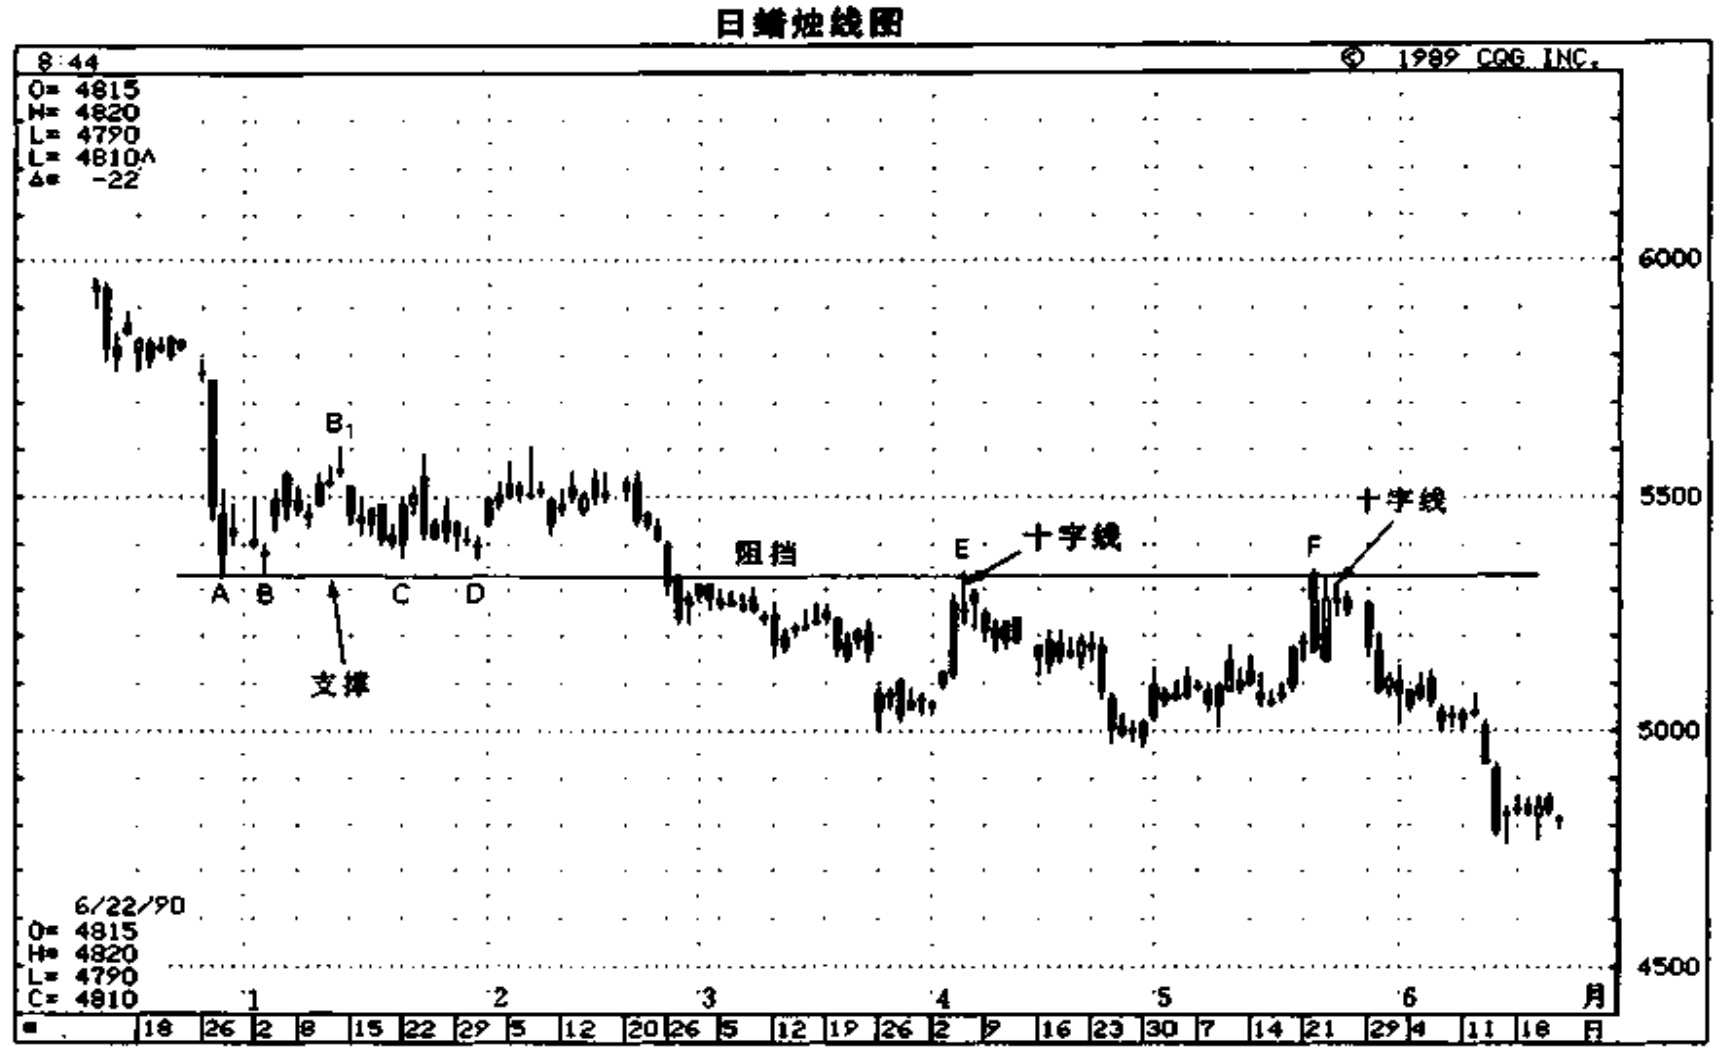 日蜡烛线图
8:44
© 1989 CQG INC.
O= 4815
H= 4820
L= 4790
L= 4810^
Δ= -22
6000
B1
5500
十字线
阻挡
E
十字线
F
A
B
C
D
支撑
5000
6/22/90
O= 4815
H= 4820
L= 4790
C= 4810
4500
1 2 3 4 5 6 月
18 26 2 8 15 22 29 5 12 20 26 5 12 19 26 2 9 16 23 30 7 14 21 29 4 11 18 日